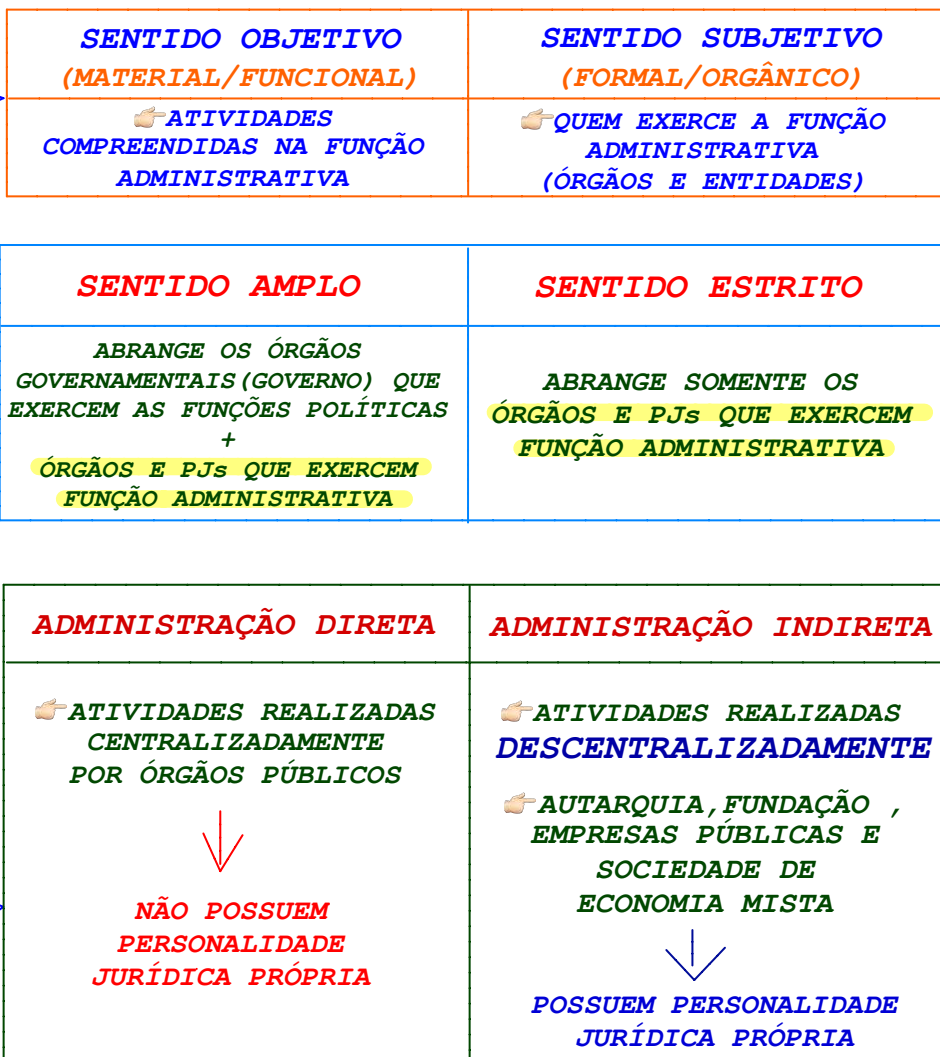 SENTIDO OBJETIVO
(MATERIAL/FUNCIONAL)
👉ATIVIDADES
COMPREENDIDAS NA FUNÇÃO
ADMINISTRATIVA
SENTIDO SUBJETIVO
(FORMAL/ORGÂNICO)
👉QUEM EXERCE A FUNÇÃO
ADMINISTRATIVA
(ÓRGÃOS E ENTIDADES)
SENTIDO AMPLO
ABRANGE OS ÓRGÃOS
GOVERNAMENTAIS(GOVERNO) QUE
EXERCEM AS FUNÇÕES POLÍTICAS
+
ÓRGÃOS E PJs QUE EXERCEM
FUNÇÃO ADMINISTRATIVA
SENTIDO ESTRITO
ABRANGE SOMENTE OS
ÓRGÃOS E PJs QUE EXERCEM
FUNÇÃO ADMINISTRATIVA
ADMINISTRAÇÃO DIRETA
👉ATIVIDADES REALIZADAS
CENTRALIZADAMENTE
POR ÓRGÃOS PÚBLICOS
NÃO POSSUEM
PERSONALIDADE
JURÍDICA PRÓPRIA
ADMINISTRAÇÃO INDIRETA
👉ATIVIDADES REALIZADAS
DESCENTRALIZADAMENTE
👉AUTARQUIA,FUNDAÇÃO ,
EMPRESAS PÚBLICAS E
SOCIEDADE DE
ECONOMIA MISTA
POSSUEM PERSONALIDADE
JURÍDICA PRÓPRIA